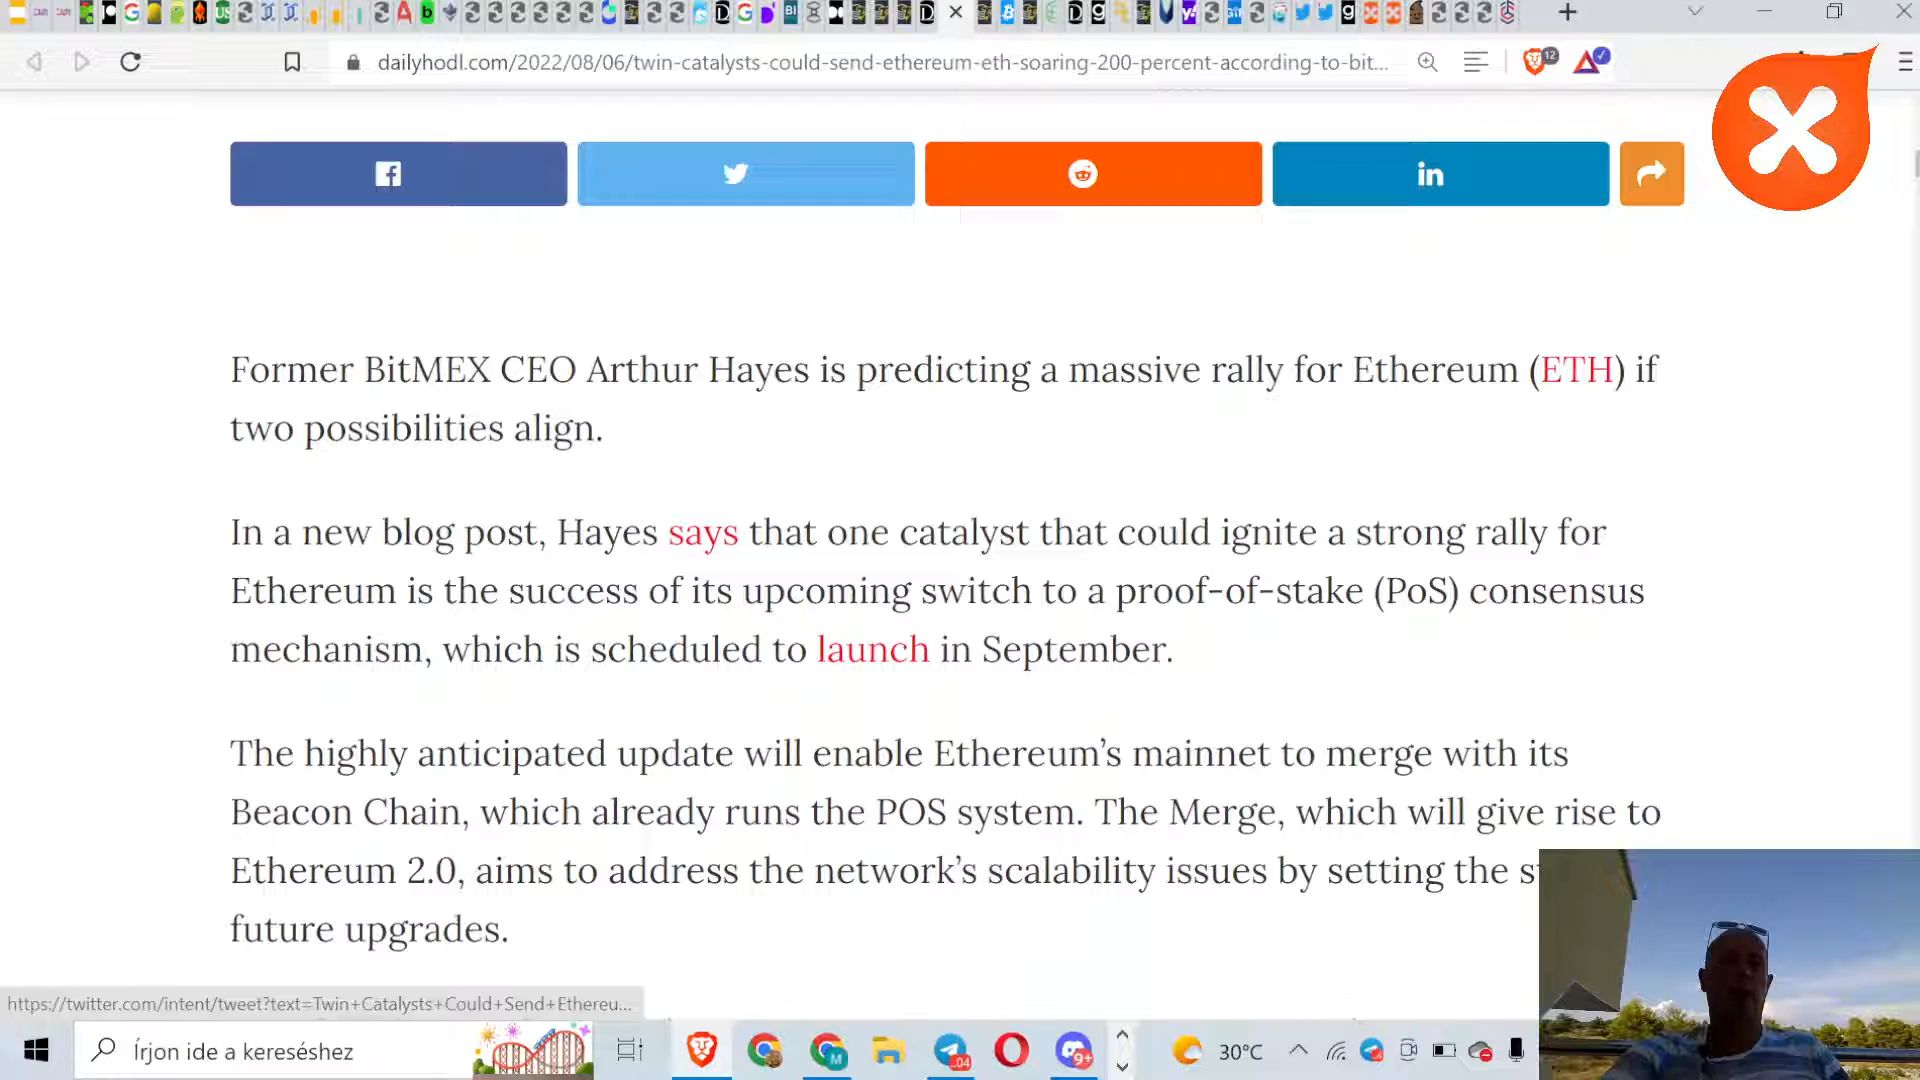 dailyhodl.com/2022/08/06/twin-catalysts-could-send-ethereum-eth-soaring-200-percent-according-to-bit...
12
in
Former BitMEX CEO Arthur Hayes is predicting a massive rally for Ethereum (ETH) if
two possibilities align.
In a new blog post, Hayes says that one catalyst that could ignite a strong rally for
Ethereum is the success of its upcoming switch to a proof-of-stake (PoS) consensus
mechanism, which is scheduled to launch in September.
The highly anticipated update will enable Ethereum’s mainnet to merge with its
Beacon Chain, which already runs the POS system. The Merge, which will give rise to
Ethereum 2.0, aims to address the network’s scalability issues by setting the
future upgrades.
https://twitter.com/intent/tweet?text=Twin+Catalysts+Could+Send+Ethereu...
Írjon ide a kereséshez
M
..04
9+
30°C